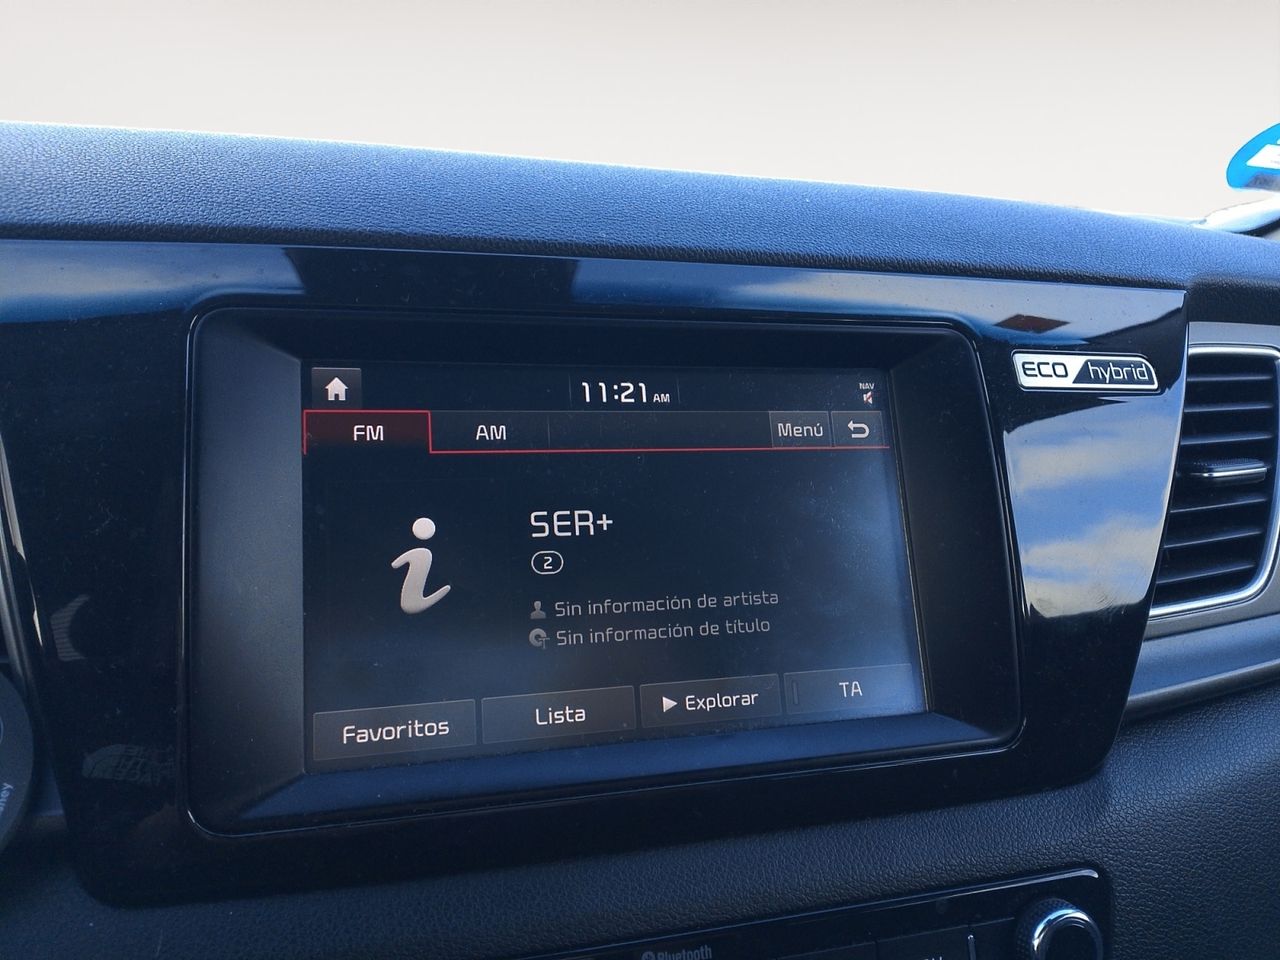 11:21 AM
NAV
FM
AM
Menú
ECO hybrid
SER+
2
Sin información de artista
Sin información de título
Favoritos
Lista
Explorar
TA
Bluetooth